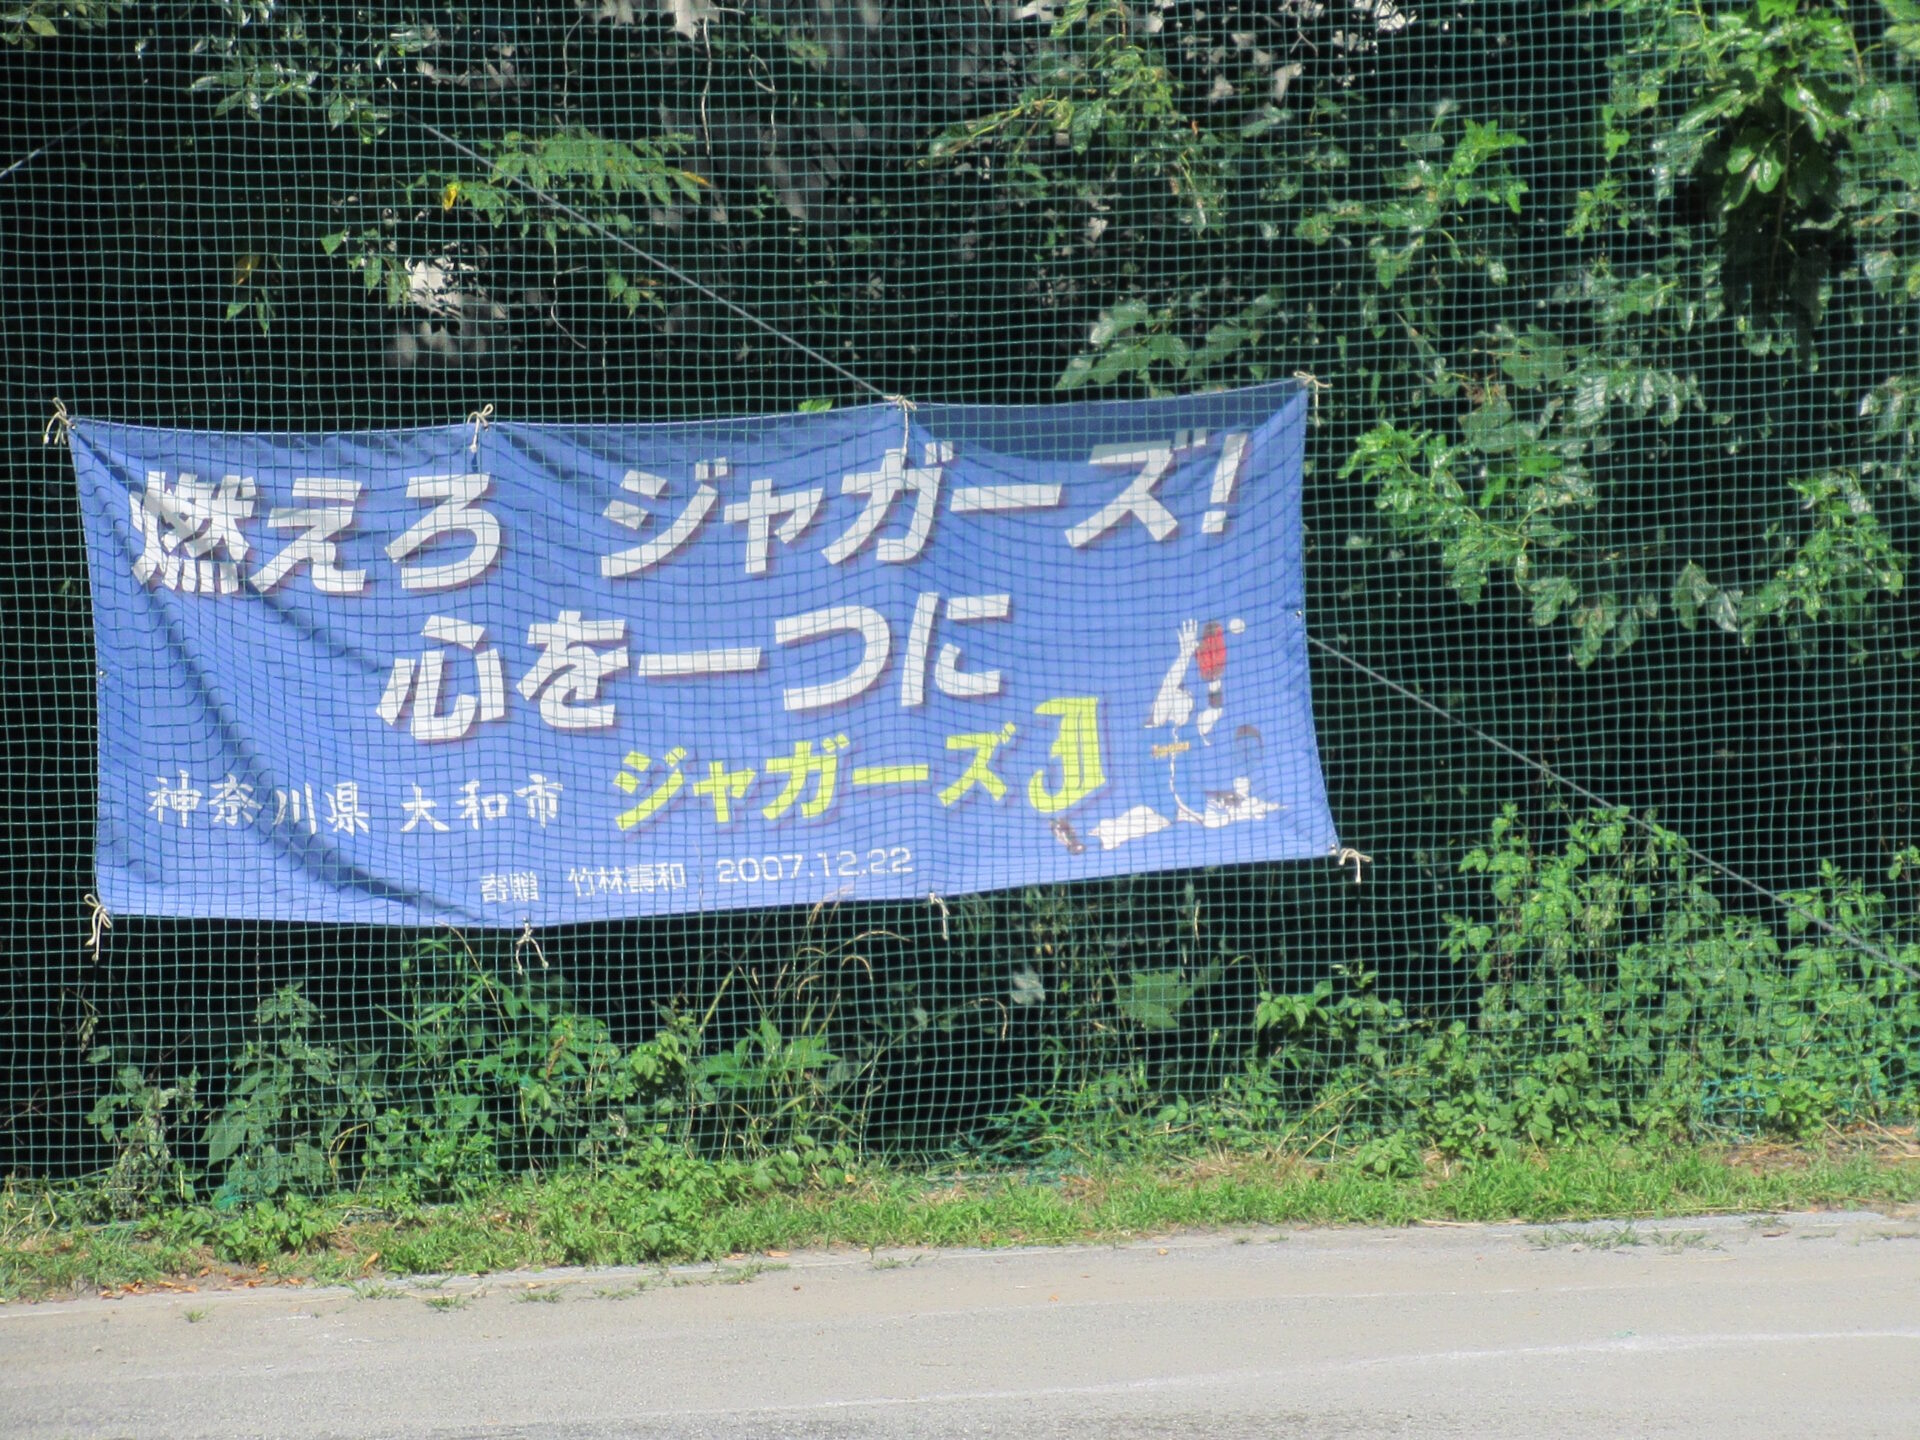 燃えろ ジャガーズ!
心を一つに
神奈川県 大和市 ジャガーズ J
寄贈 竹林壽和 2007.12.22